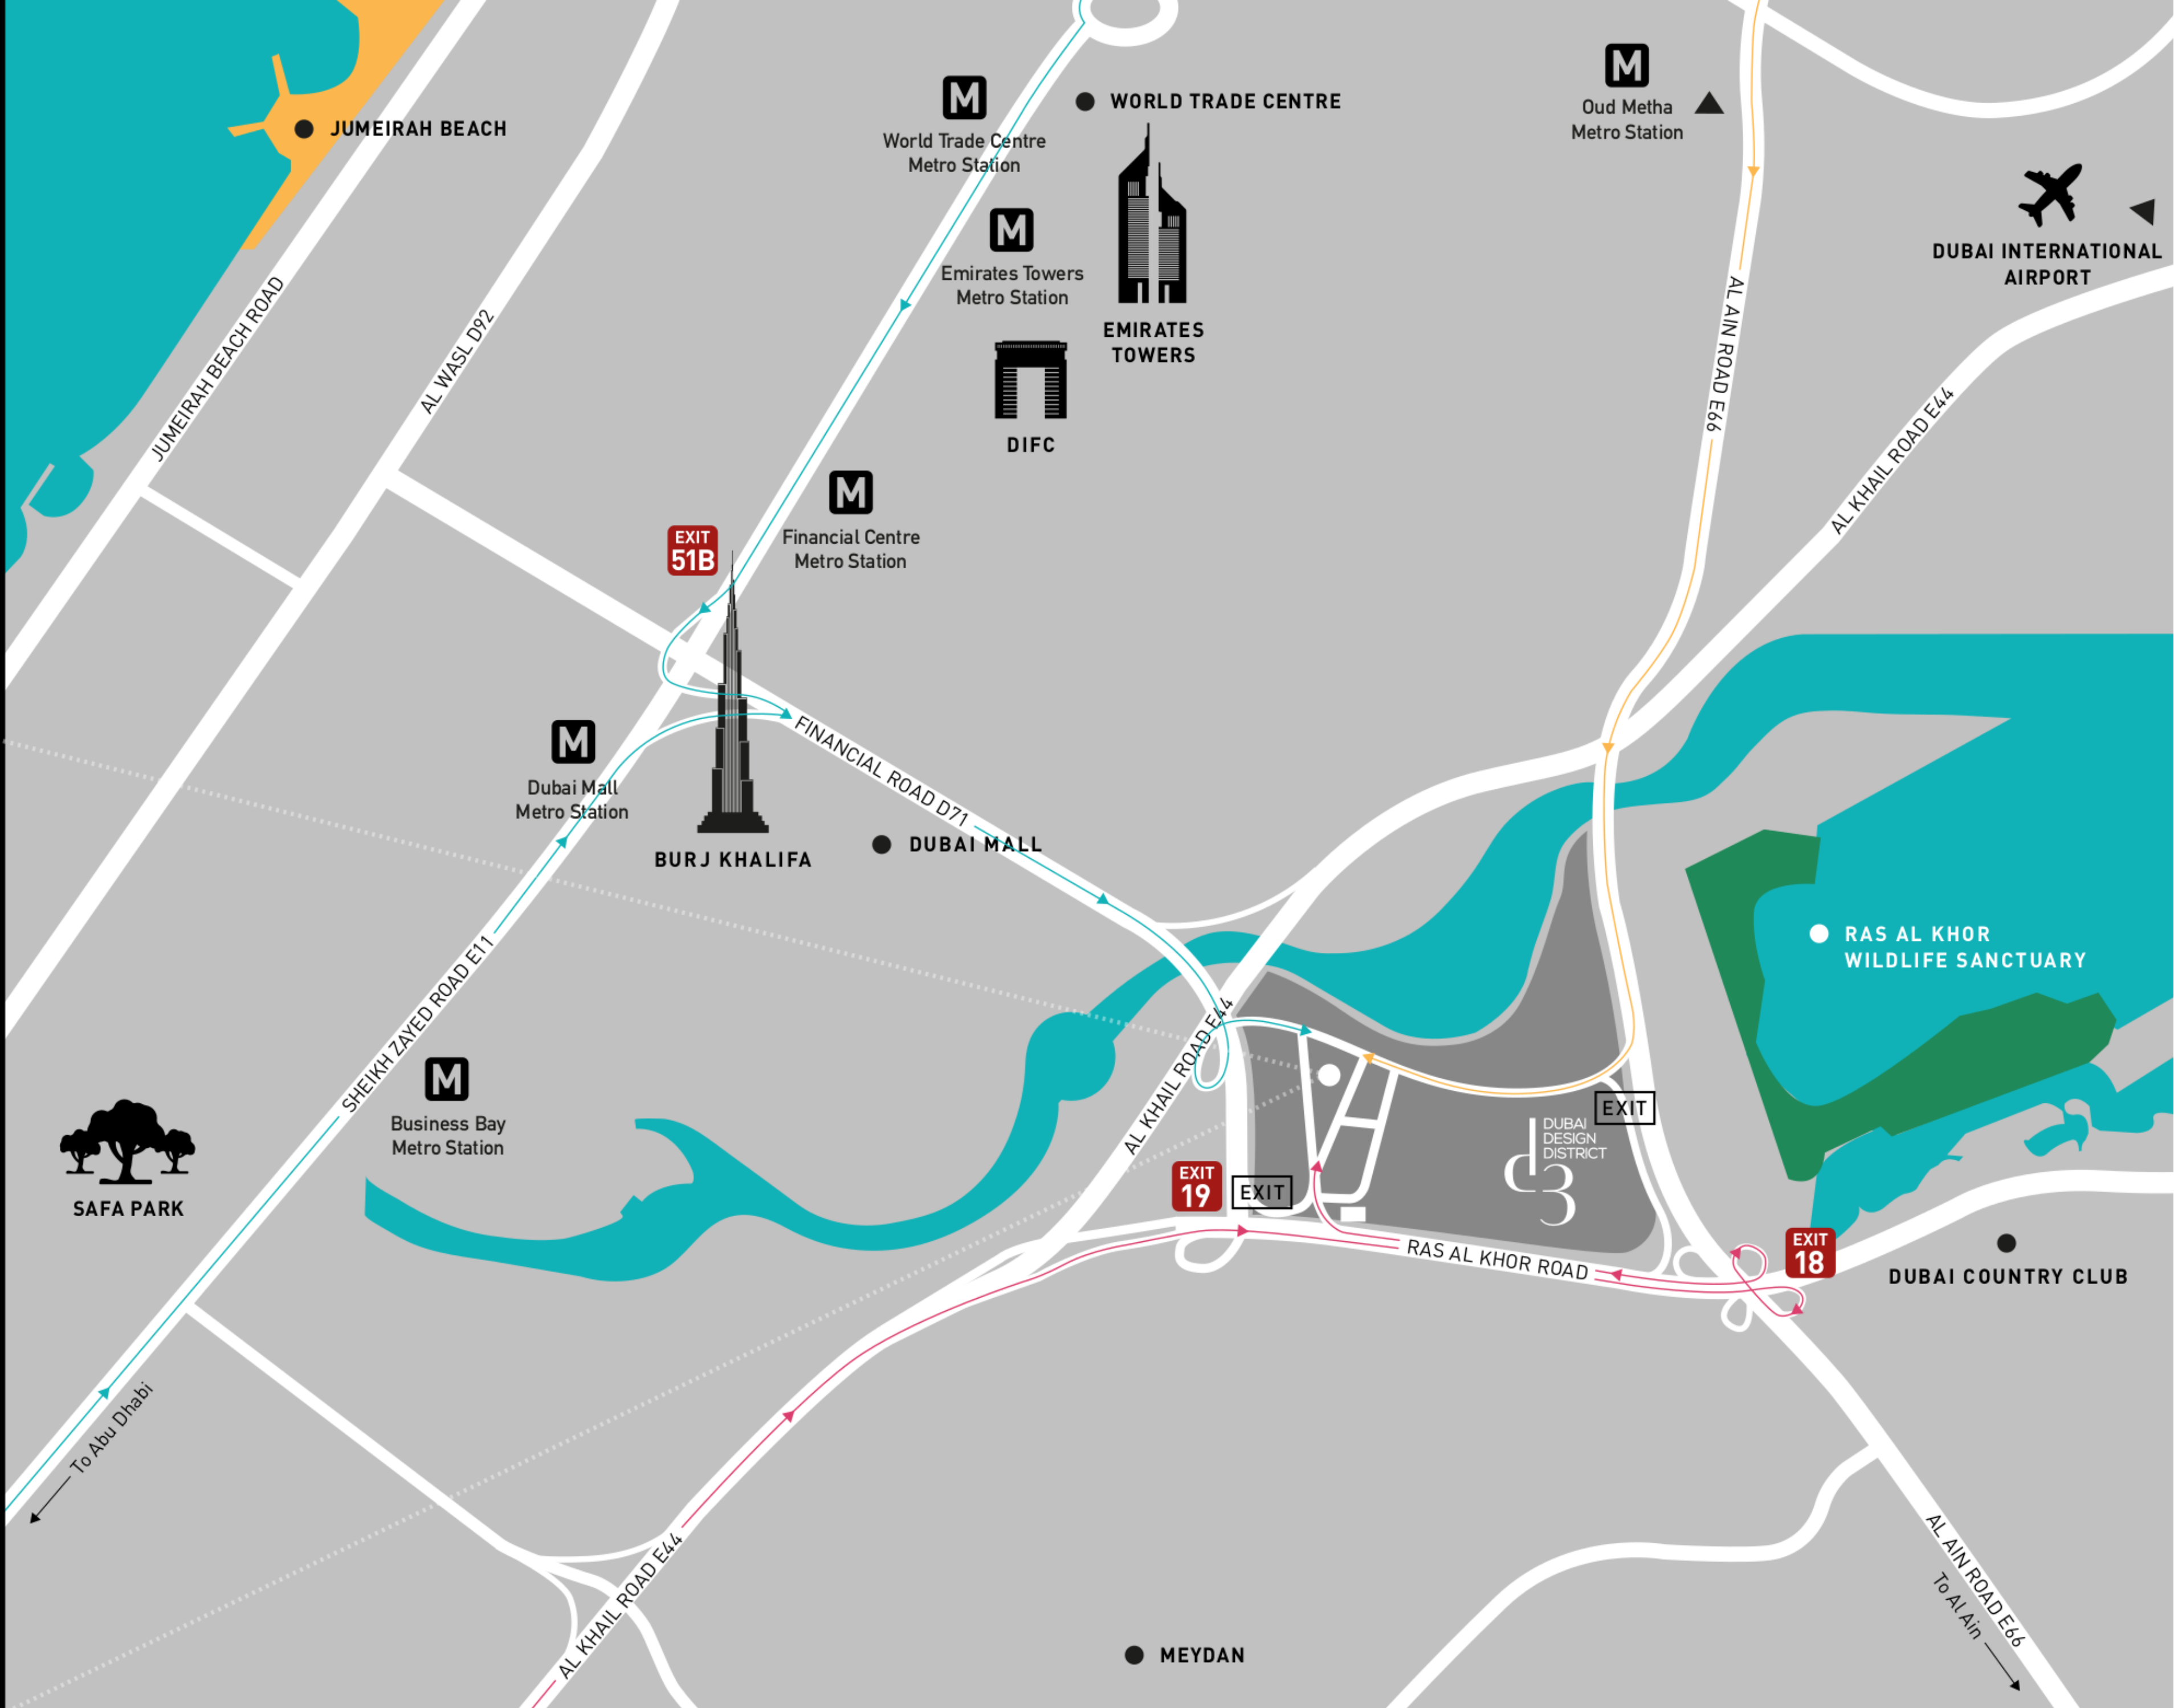 M
World Trade Centre
Metro Station
WORLD TRADE CENTRE
M
Oud Metha
Metro Station
JUMEIRAH BEACH
M
Emirates Towers
Metro Station
EMIRATES
TOWERS
DUBAI INTERNATIONAL
AIRPORT
JUMEIRAH BEACH ROAD
AL WASL D92
DIFC
AL AIN ROAD E66
AL KHAIL ROAD E44
M
Financial Centre
Metro Station
EXIT
51B
M
Dubai Mall
Metro Station
FINANCIAL ROAD D71
BURJ KHALIFA
DUBAI MALL
RAS AL KHOR
WILDLIFE SANCTUARY
SHEIKH ZAYED ROAD E11
AL KHAIL ROAD E44
M
Business Bay
Metro Station
SAFA PARK
EXIT
DUBAI
DESIGN
DISTRICT
d3
EXIT
19
EXIT
RAS AL KHOR ROAD
EXIT
18
DUBAI COUNTRY CLUB
To Abu Dhabi
AL KHAIL ROAD E44
AL AIN ROAD E66
To Al Ain
MEYDAN